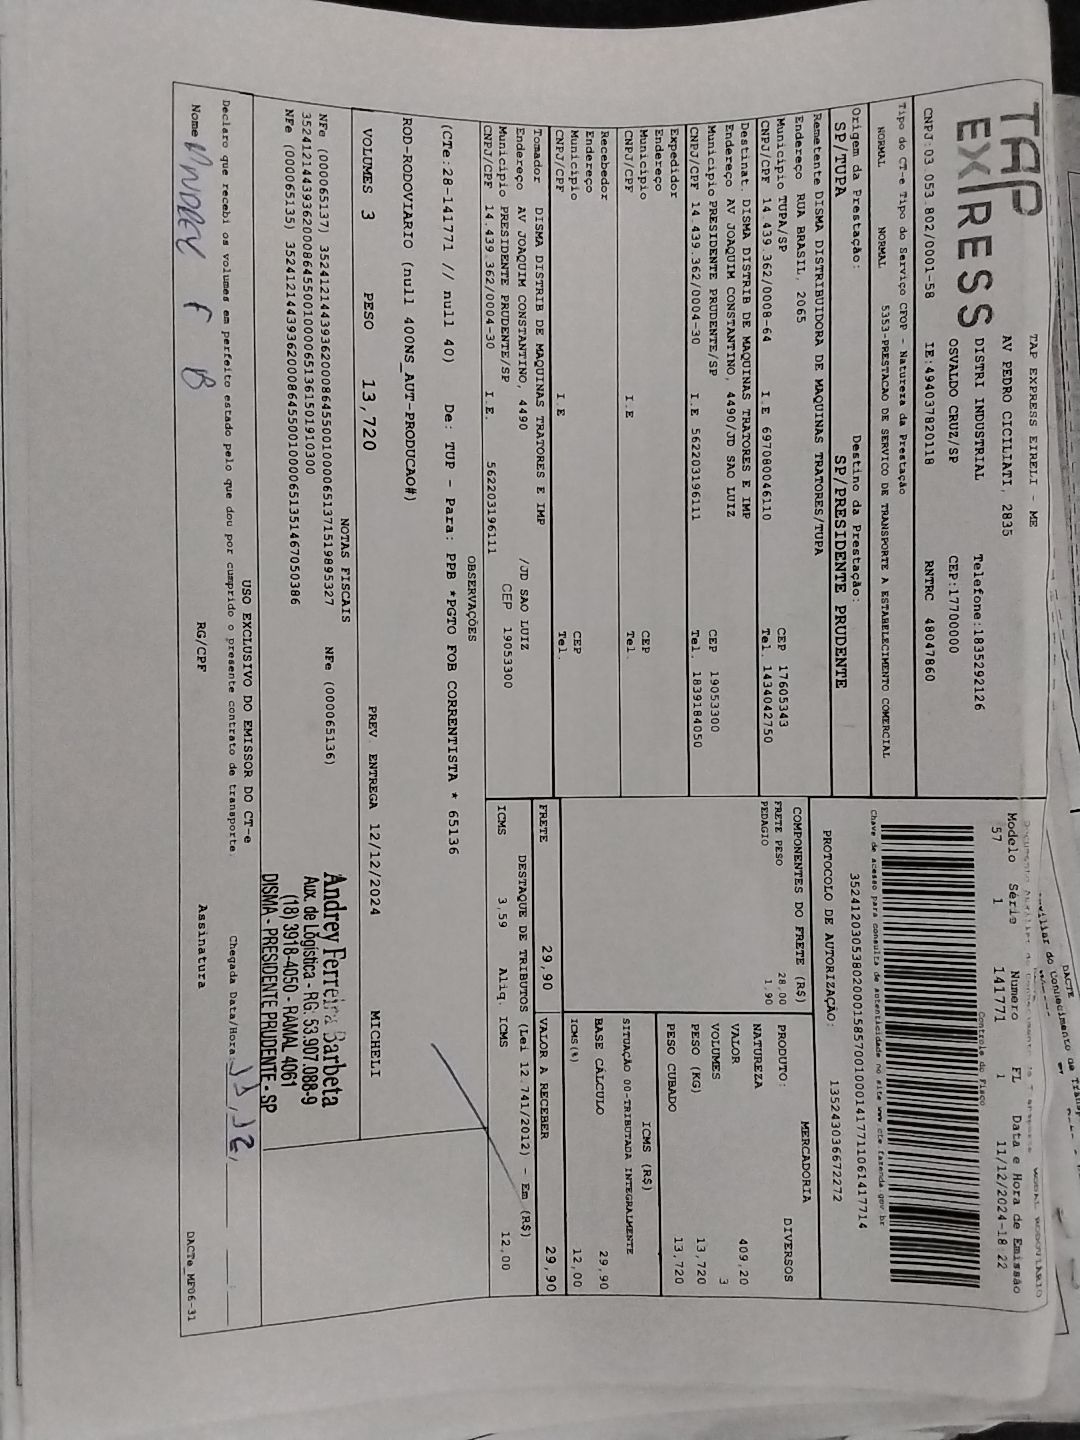 TAP
EXPRESS
TAP EXPRESS EIRELI - ME
AV PEDRO CICILIATI, 2835
DISTRI INDUSTRIAL Telefone:1835292126
OSVALDO CRUZ/SP CEP:17700000
CNPJ:03.053.802/0001-58 IE:494037820118 RNTRC 48047860
Tipo do CT-e Tipo do Serviço CFOP - Natureza da Prestação
NORMAL NORMAL 5353-PRESTACAO DE SERVICO DE TRANSPORTE A ESTABELECIMENTO COMERCIAL
Origem da Prestação: Destino da Prestação:
SP/TUPA SP/PRESIDENTE PRUDENTE
Remetente DISMA DISTRIBUIDORA DE MAQUINAS TRATORES/TUPA
Endereço RUA BRASIL, 2065
Município TUPA/SP CEP 17605343
CNPJ/CPF 14.439.362/0008-64 I.E 697080046110 Tel. 1434042750
Destinat. DISMA DISTRIB DE MAQUINAS TRATORES E IMP
Endereço AV JOAQUIM CONSTANTINO, 4490/JD SAO LUIZ
Município PRESIDENTE PRUDENTE/SP CEP 19053300
CNPJ/CPF 14.439.362/0004-30 I.E 562203196111 Tel. 1839184050
Expedidor
Endereço
Município CEP
CNPJ/CPF I.E Tel.
Recebedor
Endereço
Município CEP
CNPJ/CPF I.E Tel.
Tomador DISMA DISTRIB DE MAQUINAS TRATORES E IMP
Endereço AV JOAQUIM CONSTANTINO, 4490 /JD SAO LUIZ
Município PRESIDENTE PRUDENTE/SP CEP 19053300
CNPJ/CPF 14.439.362/0004-30 I.E. 562203196111
DACTE
Modelo Série Numero FL Data e Hora de Emissão
57 1 141771 1 11/12/2024-18:22
Controle do Fisco
35241203053802000158570010001417711061417714
Chave de acesso para consulta de autenticidade no site www.cte.fazenda.gov.br
PROTOCOLO DE AUTORIZAÇÃO: 135243036672272
COMPONENTES DO FRETE (R$)
FRETE PESO 28,00
PEDAGIO 1,90
MERCADORIA
PRODUTO: DIVERSOS
NATUREZA
VALOR 409,20
VOLUMES 3
PESO (KG) 13,720
PESO CUBADO 13,720
ICMS (R$)
SITUAÇÃO 00-TRIBUTADA INTEGRALMENTE
BASE CÁLCULO 29,90
ICMS(%) 12,00
FRETE 29,90 VALOR A RECEBER 29,90
DESTAQUE DE TRIBUTOS (Lei 12.741/2012) - Em (R$)
ICMS 3,59 Aliq. ICMS 12,00
OBSERVAÇÕES
(CTe:28-141771 // null 40) De: TUP - Para: PPB *PGTO FOB CORRENTISTA * 65136
ROD-RODOVIARIO (null 400NS_AUT-PRODUCAO#)
VOLUMES 3 PESO 13,720 PREV ENTREGA 12/12/2024 MICHELI
NOTAS FISCAIS
NFe (000065137) 35241214439362000864550010000651371519895327 NFe (000065136)
35241214439362000864550010000651361501910300
NFe (000065135) 35241214439362000864550010000651351467050386
Andrey Ferreira Barbeta
Aux. de Logística - RG: 53.907.088-9
(18) 3918-4050 - RAMAL 4061
DISMA - PRESIDENTE PRUDENTE - SP
USO EXCLUSIVO DO EMISSOR DO CT-e
Declaro que recebi os volumes em perfeito estado pelo que dou por cumprido o presente contrato de transporte. Chegada Data/Hora:
Nome ANDREY F B RG/CPF Assinatura
DACTe_MF06-31